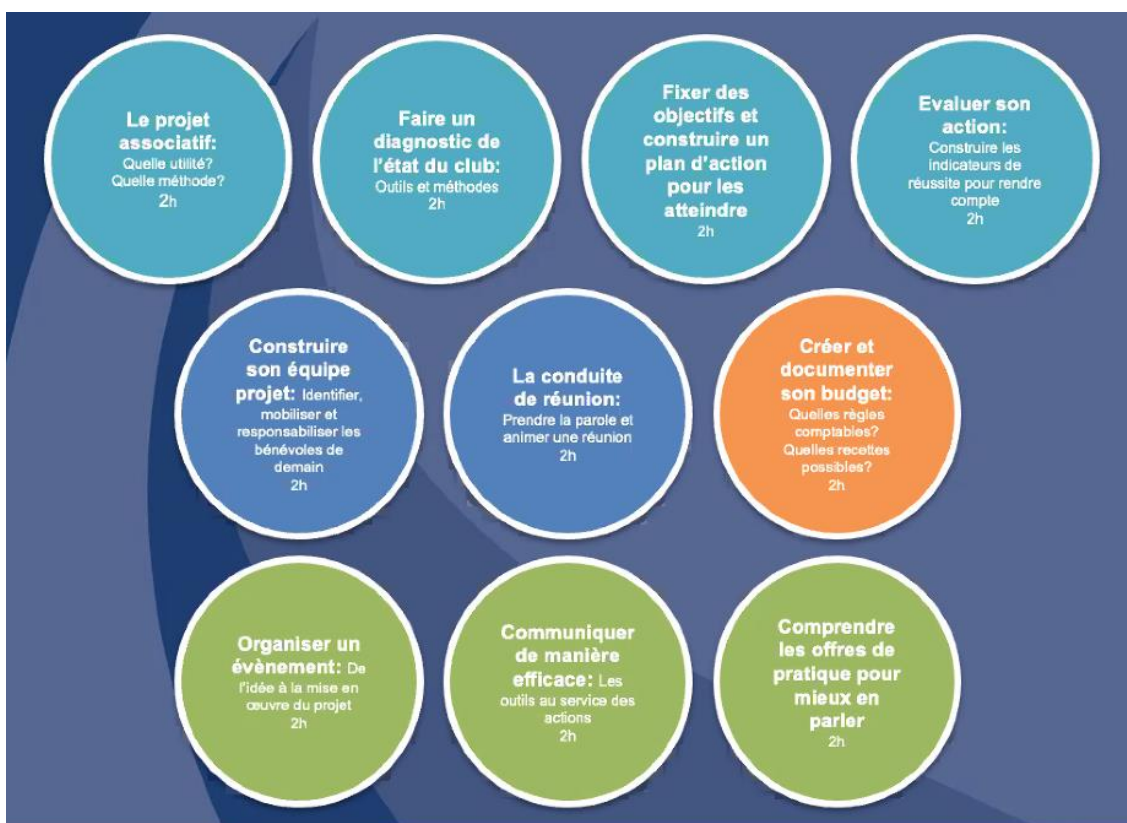 Le projet
associatif:
Quelle utilité?
Quelle méthode?
2h
Faire un
diagnostic de
l'état du club:
Outils et méthodes
2h
Fixer des
objectifs et
construire un
plan d'action
pour les
atteindre
2h
Evaluer son
action:
Construire les
indicateurs de
réussite pour rendre
compte
2h
Construire
son équipe
projet: Identifier,
mobiliser et
responsabiliser les
bénévoles de
demain
2h
La conduite
de réunion:
Prendre la parole et
animer une réunion
2h
Créer et
documenter
son budget:
Quelles règles
comptables?
Quelles recettes
possibles?
2h
Organiser un
évènement: De
l'idée à la mise en
œuvre du projet
2h
Communiquer
de manière
efficace: Les
outils au service des
actions
2h
Comprendre
les offres de
pratique pour
mieux en
parler
2h